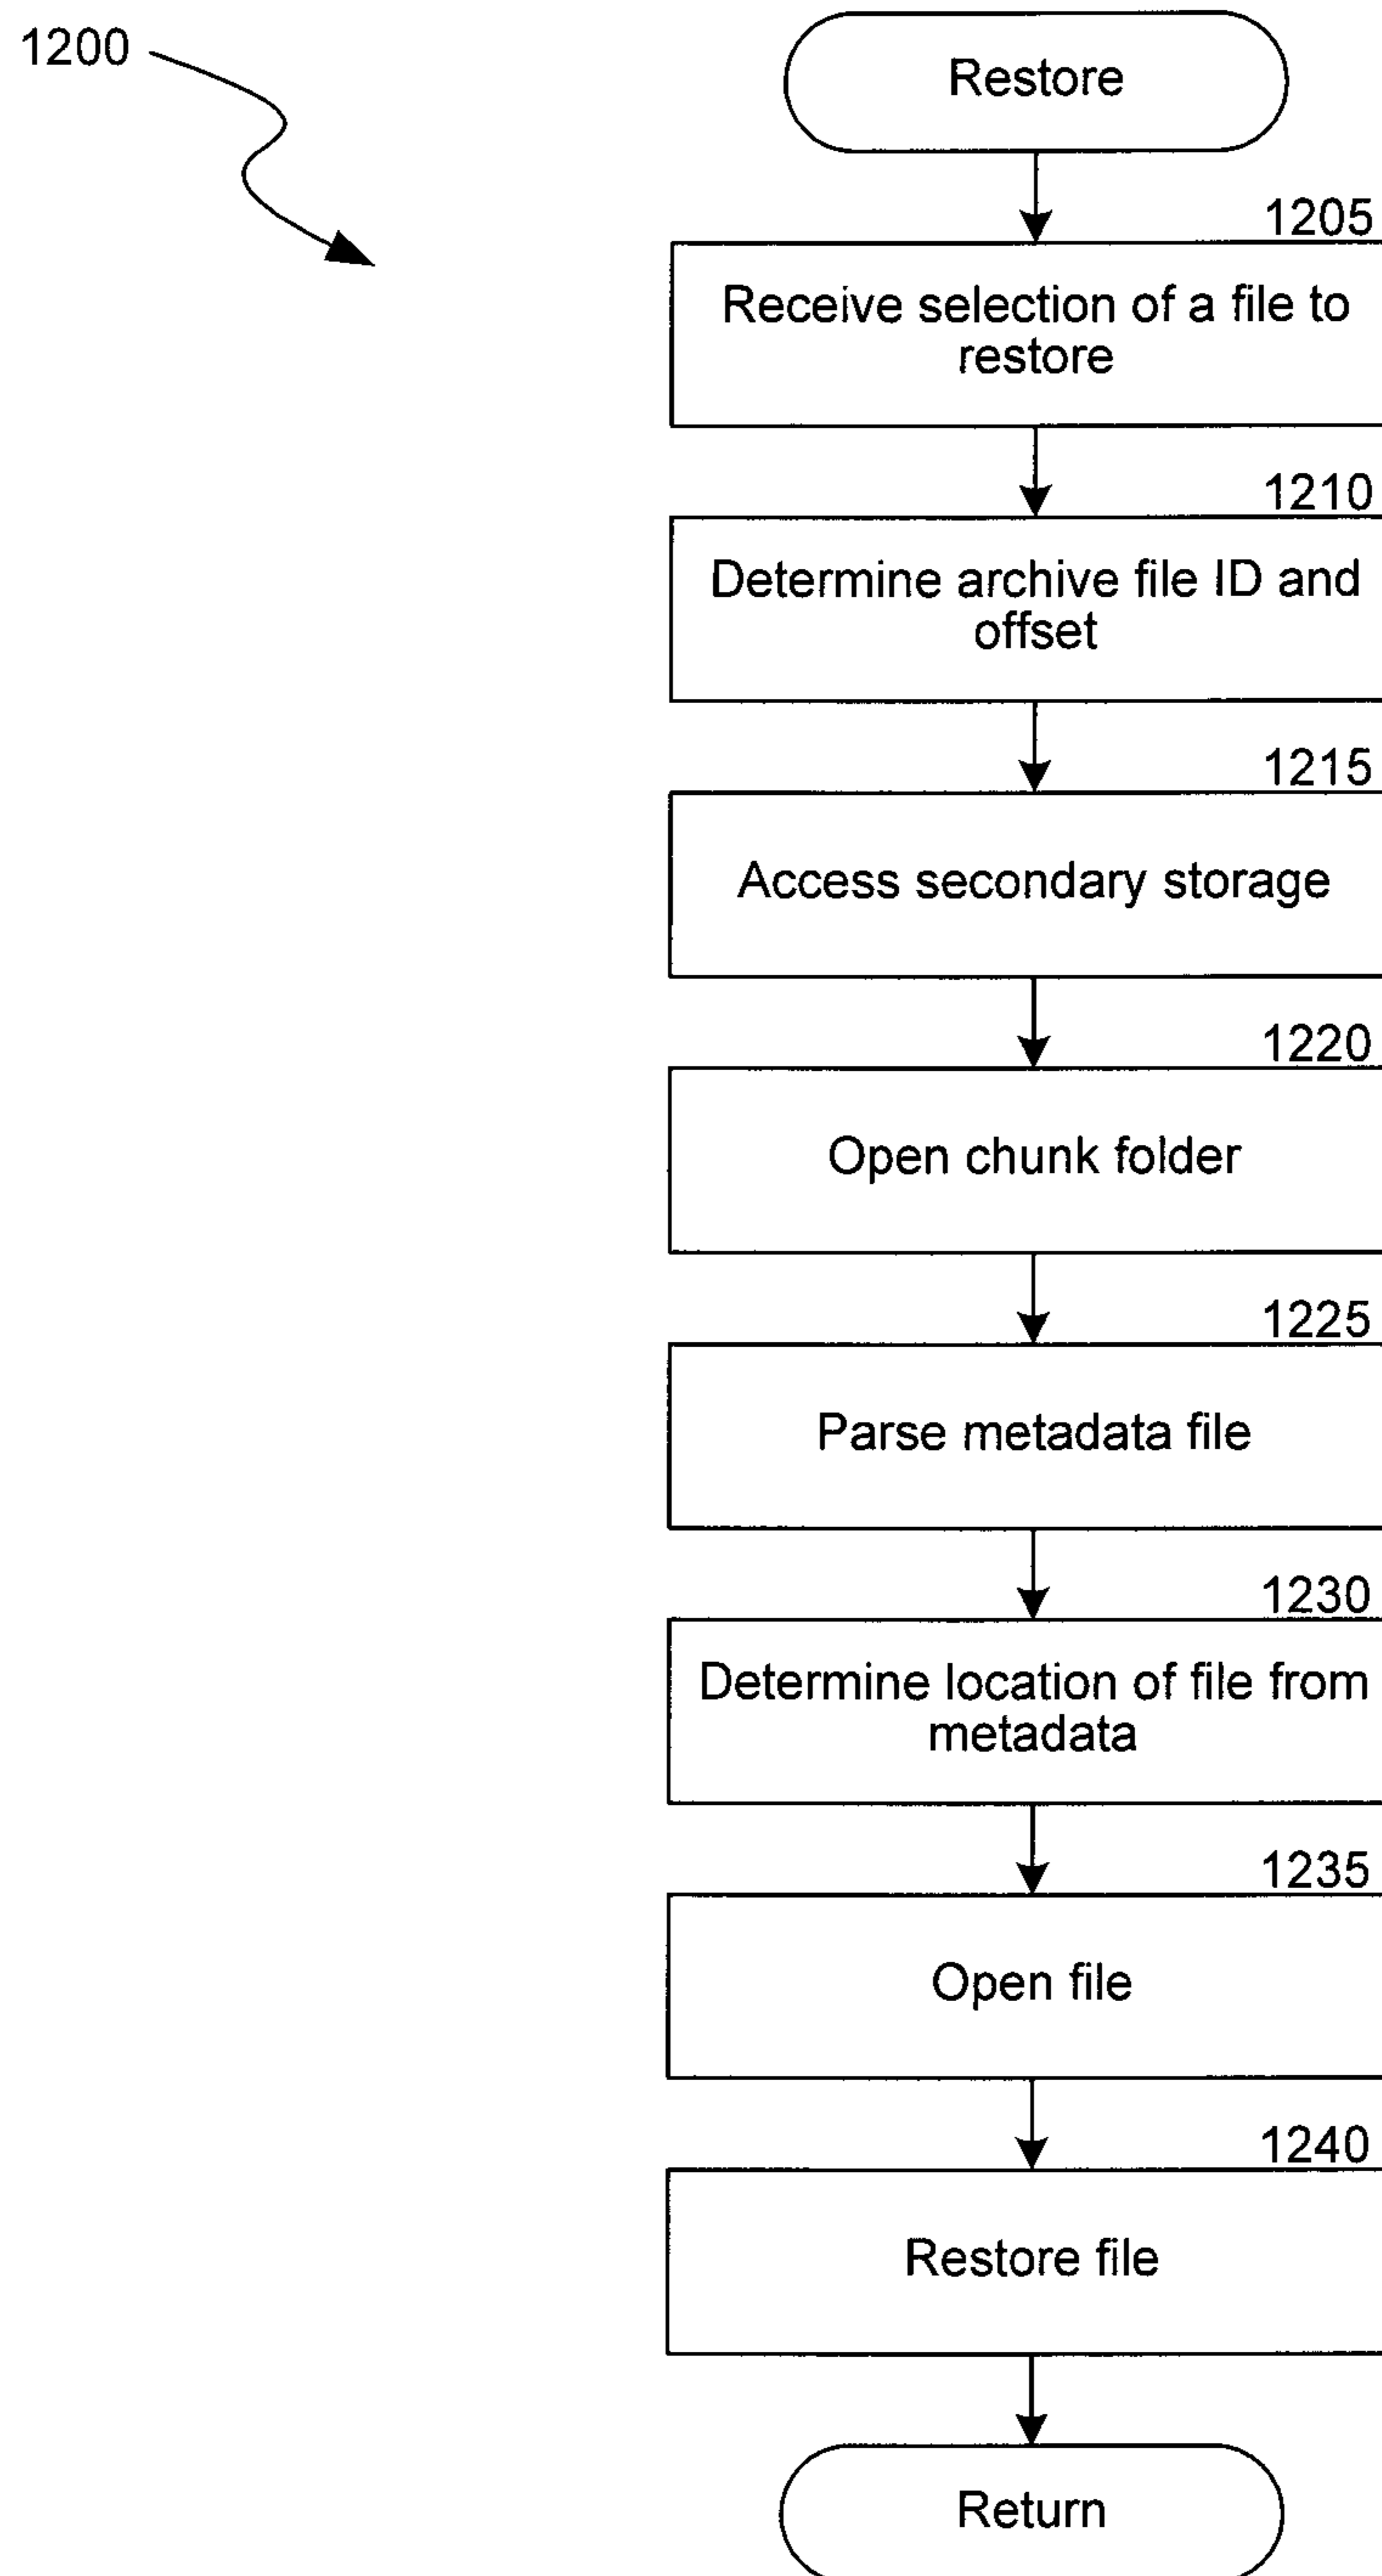 1200
Restore
1205
Receive selection of a file to
restore
1210
Determine archive file ID and
offset
1215
Access secondary storage
1220
Open chunk folder
1225
Parse metadata file
1230
Determine location of file from
metadata
1235
Open file
1240
Restore file
Return